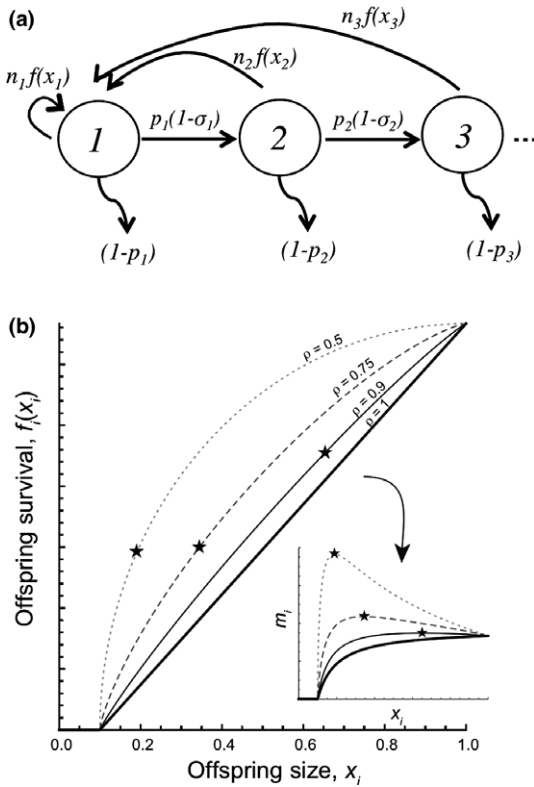 (a)
n₃f(x₃)
n₁f(x₁)
n₂f(x₂)
p₁(1-σ₁)
p₂(1-σ₂)
1
2
3
...
(1-p₁)
(1-p₂)
(1-p₃)
(b)
ρ = 0.5
ρ = 0.75
ρ = 0.9
ρ = 1
Offspring survival, fᵢ(xᵢ)
mᵢ
xᵢ
0.0 0.2 0.4 0.6 0.8 1.0
Offspring size, xᵢ